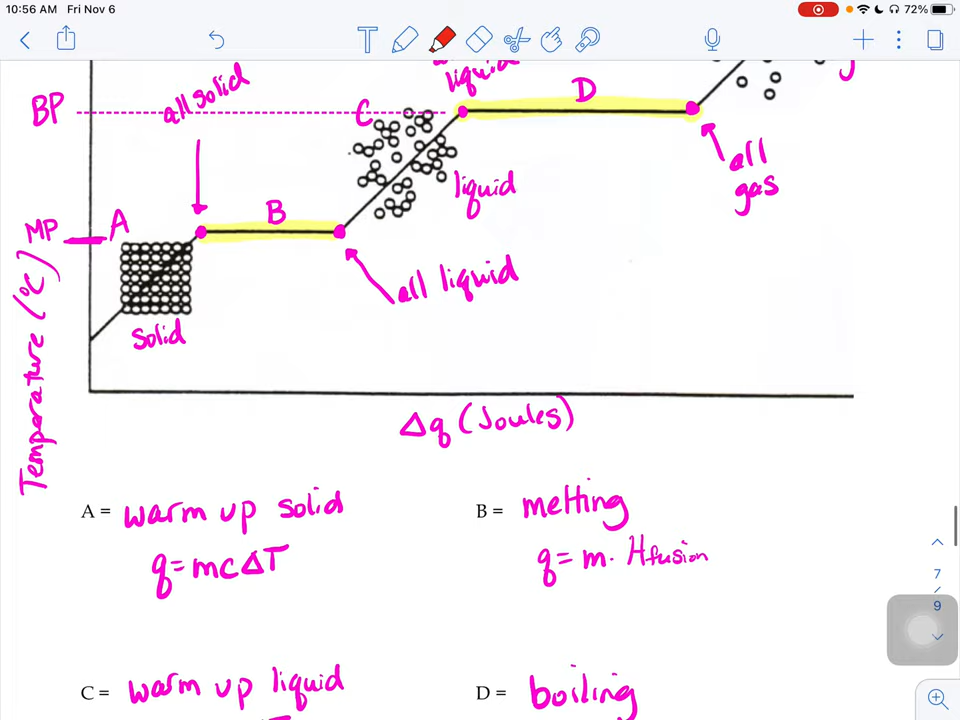 10:56 AM Fri Nov 6
72%
T
liquid
all solid
BP
C
D
all
gas
liquid
B
MP
A
all liquid
solid
Temperature (°C)
Δq (Joules)
A = warm up solid
q = mcΔT
B = melting
q = m · Hfusion
7
/
9
C = warm up liquid
D = boiling